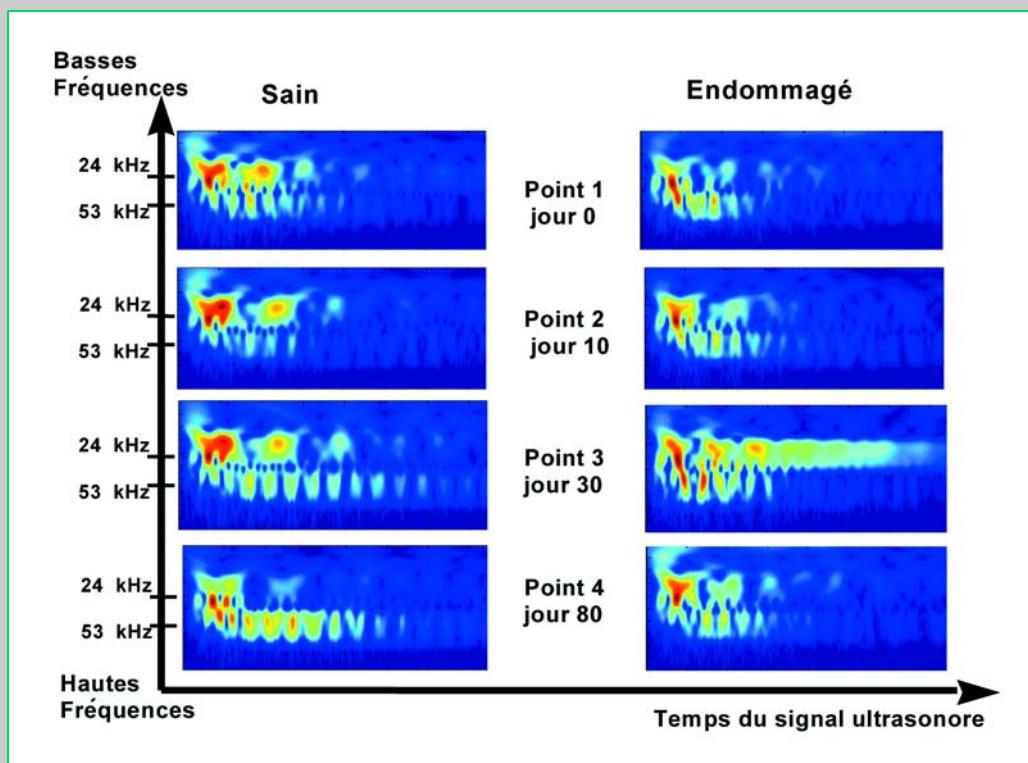 Basses
Fréquences
Sain
Endommagé
24 kHz
53 kHz
Point 1
jour 0
24 kHz
53 kHz
Point 2
jour 10
24 kHz
53 kHz
Point 3
jour 30
24 kHz
53 kHz
Point 4
jour 80
Hautes
Fréquences
Temps du signal ultrasonore